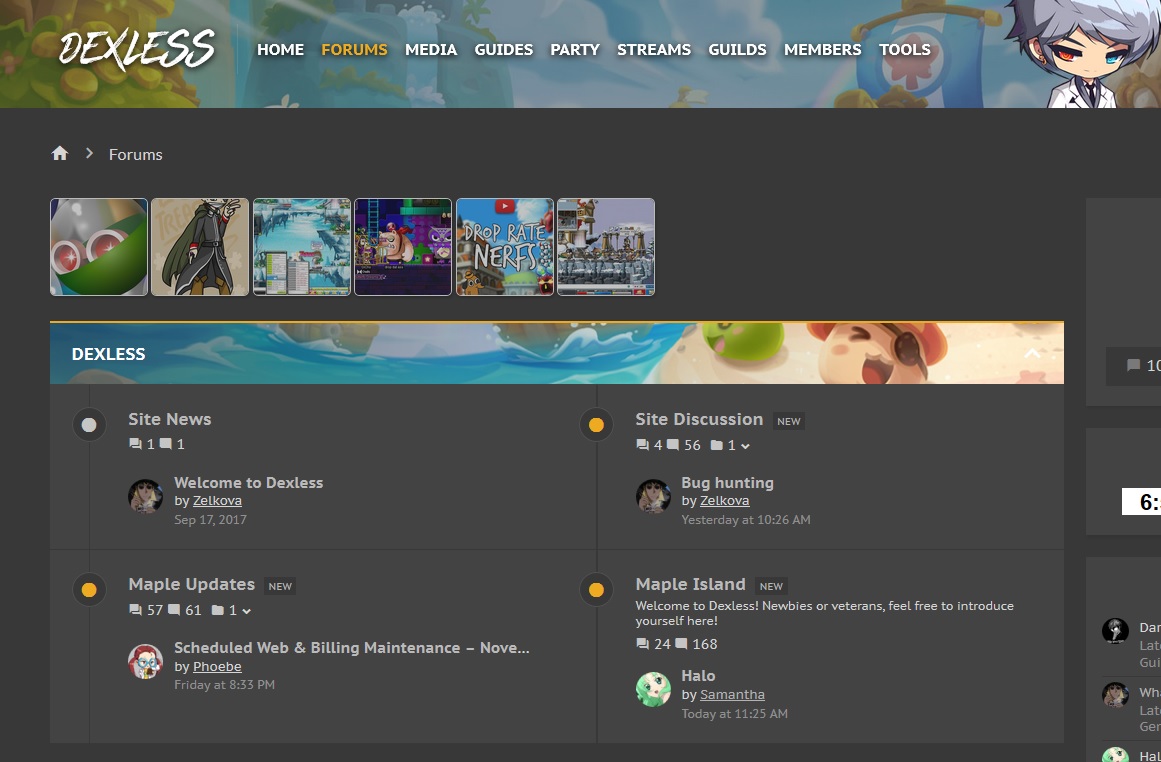 DEXLESS
HOME FORUMS MEDIA GUIDES PARTY STREAMS GUILDS MEMBERS TOOLS
Forums
DROP RATE
NERFS
DEXLESS
Site News
1 1
Welcome to Dexless
by Zelkova
Sep 17, 2017
Site Discussion NEW
4 56 1
Bug hunting
by Zelkova
Yesterday at 10:26 AM
Maple Updates NEW
57 61 1
Scheduled Web & Billing Maintenance – Nove...
by Phoebe
Friday at 8:33 PM
Maple Island NEW
Welcome to Dexless! Newbies or veterans, feel free to introduce
yourself here!
24 168
Halo
by Samantha
Today at 11:25 AM
10
6:
Dar
Late
Gui
Wha
Late
Gen
Hal